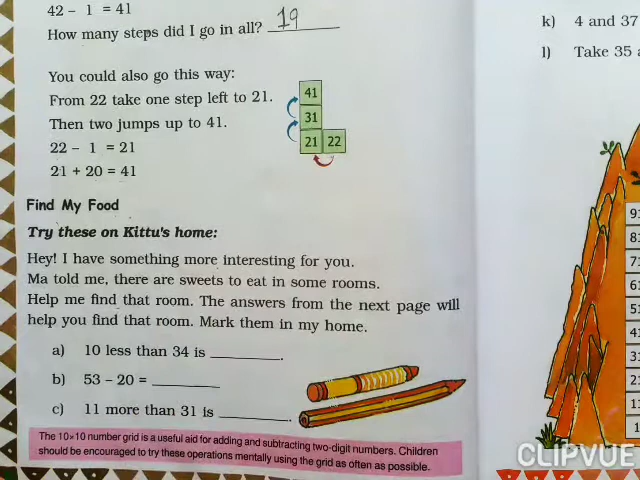 42 – 1 = 41
How many steps did I go in all? 19
You could also go this way:
From 22 take one step left to 21.
Then two jumps up to 41.
22 – 1 = 21
21 + 20 = 41
41
31
21 22
Find My Food
Try these on Kittu's home:
Hey! I have something more interesting for you.
Ma told me, there are sweets to eat in some rooms.
Help me find that room. The answers from the next page will
help you find that room. Mark them in my home.
a) 10 less than 34 is ________.
b) 53 – 20 = ________
c) 11 more than 31 is ________.
The 10×10 number grid is a useful aid for adding and subtracting two-digit numbers. Children
should be encouraged to try these operations mentally using the grid as often as possible.
k) 4 and 37
l) Take 35
CLIPVUE